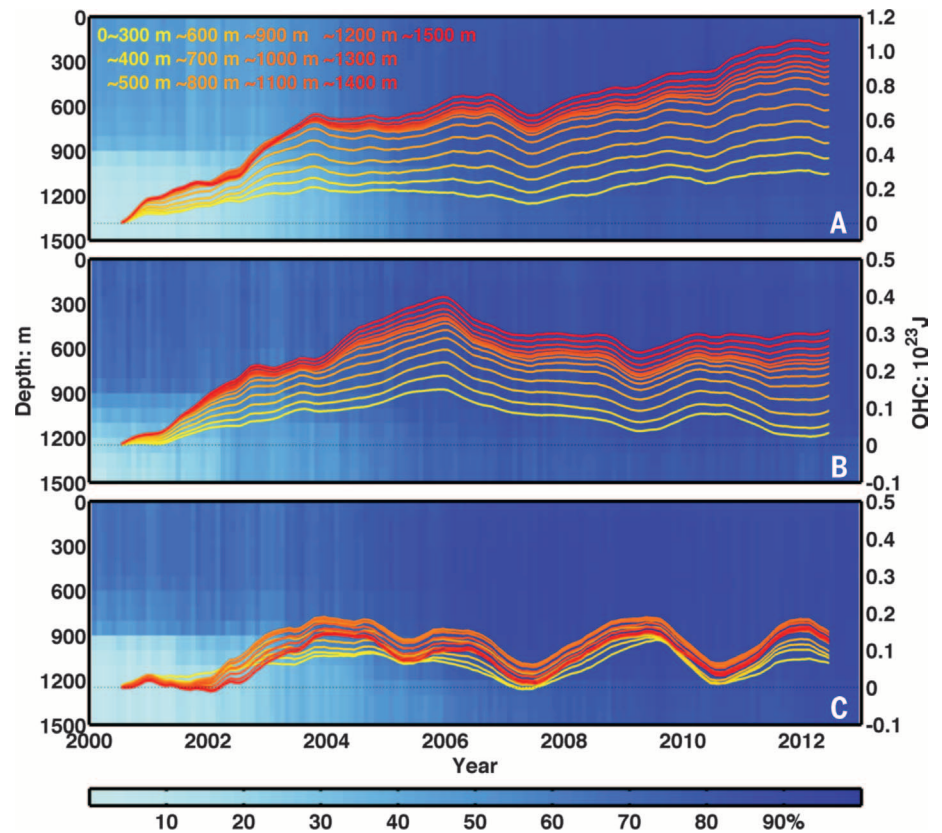 0 1.2
0~300 m ~600 m ~900 m ~1200 m ~1500 m
~400 m ~700 m ~1000 m ~1300 m
~500 m ~800 m ~1100 m ~1400 m
300 1.0
0.8
600 0.6
900 0.4
1200 0.2
0
1500
A
0 0.5
300 0.4
0.3
600 0.2
900 0.1
1200 0
1500 -0.1
B
Depth: m
OHC: 10²³J
0 0.5
300 0.4
0.3
600 0.2
900 0.1
1200 0
1500 -0.1
C
2000 2002 2004 2006 2008 2010 2012
Year
10 20 30 40 50 60 70 80 90%